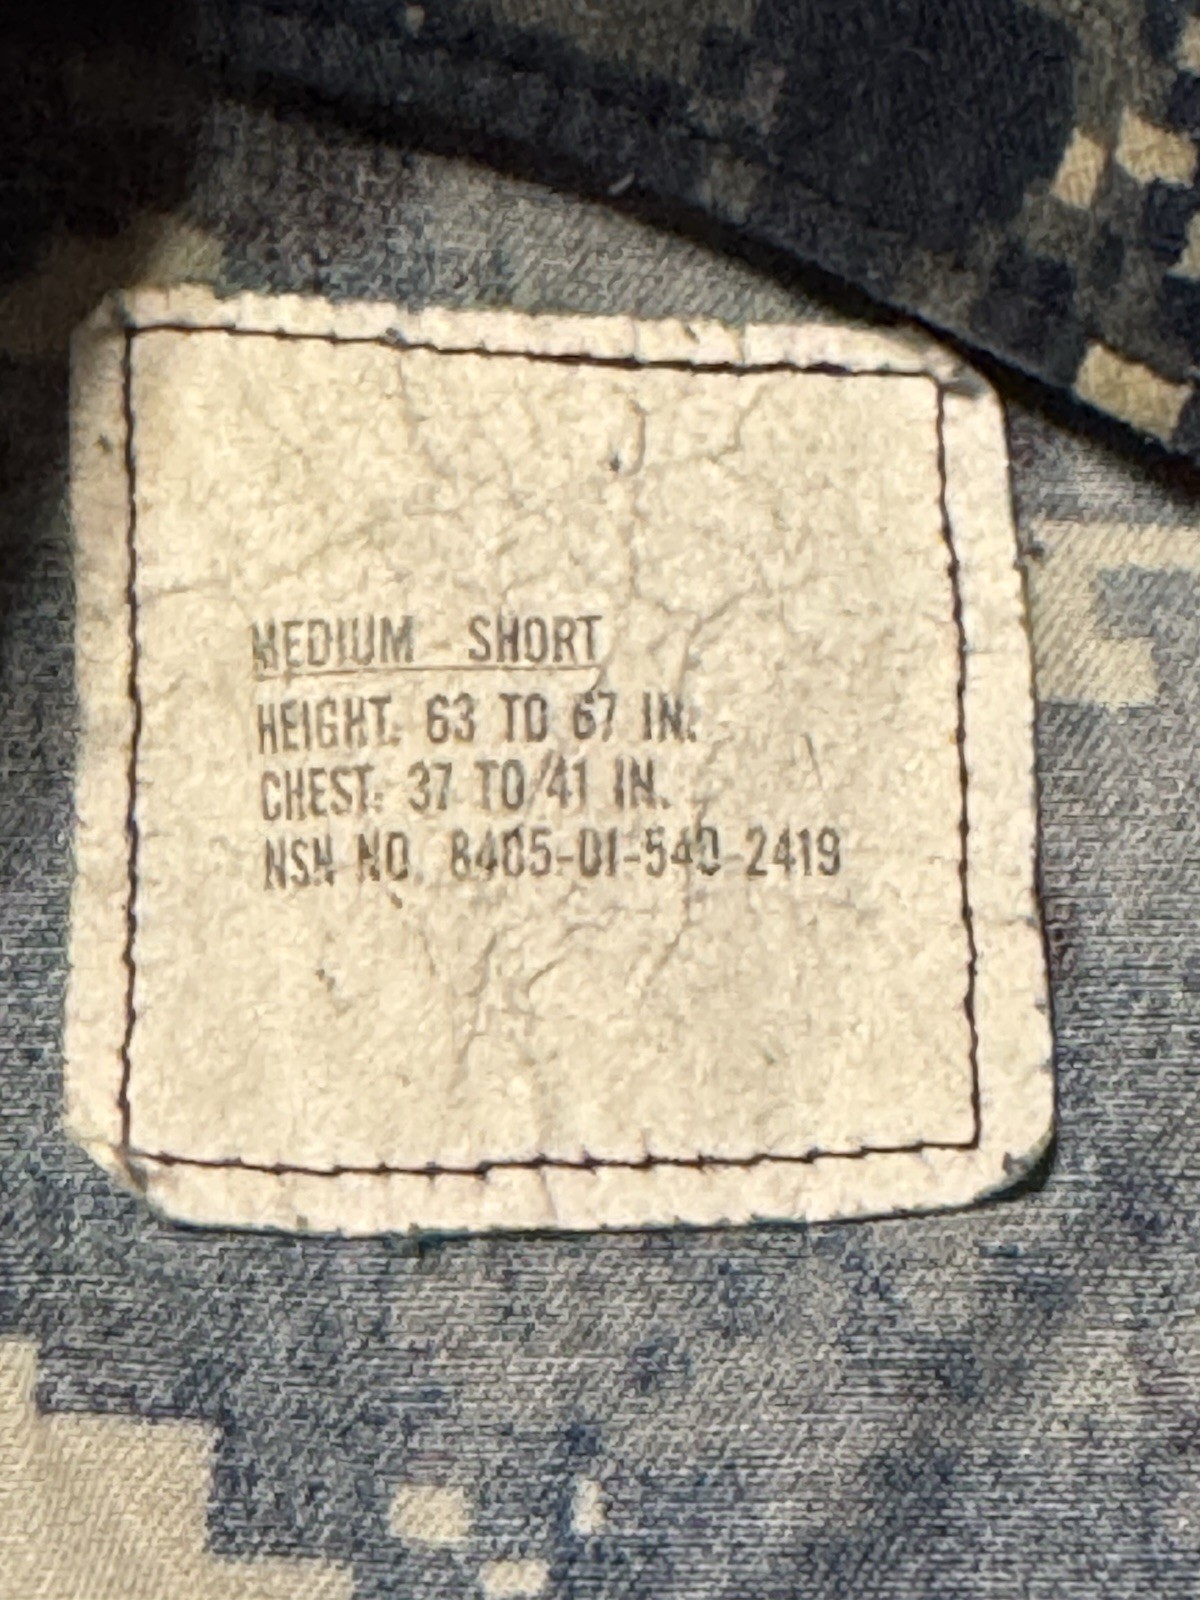 MEDIUM - SHORT
HEIGHT: 63 TO 67 IN.
CHEST: 37 TO 41 IN.
NSN NO. 8405-01-540-2419